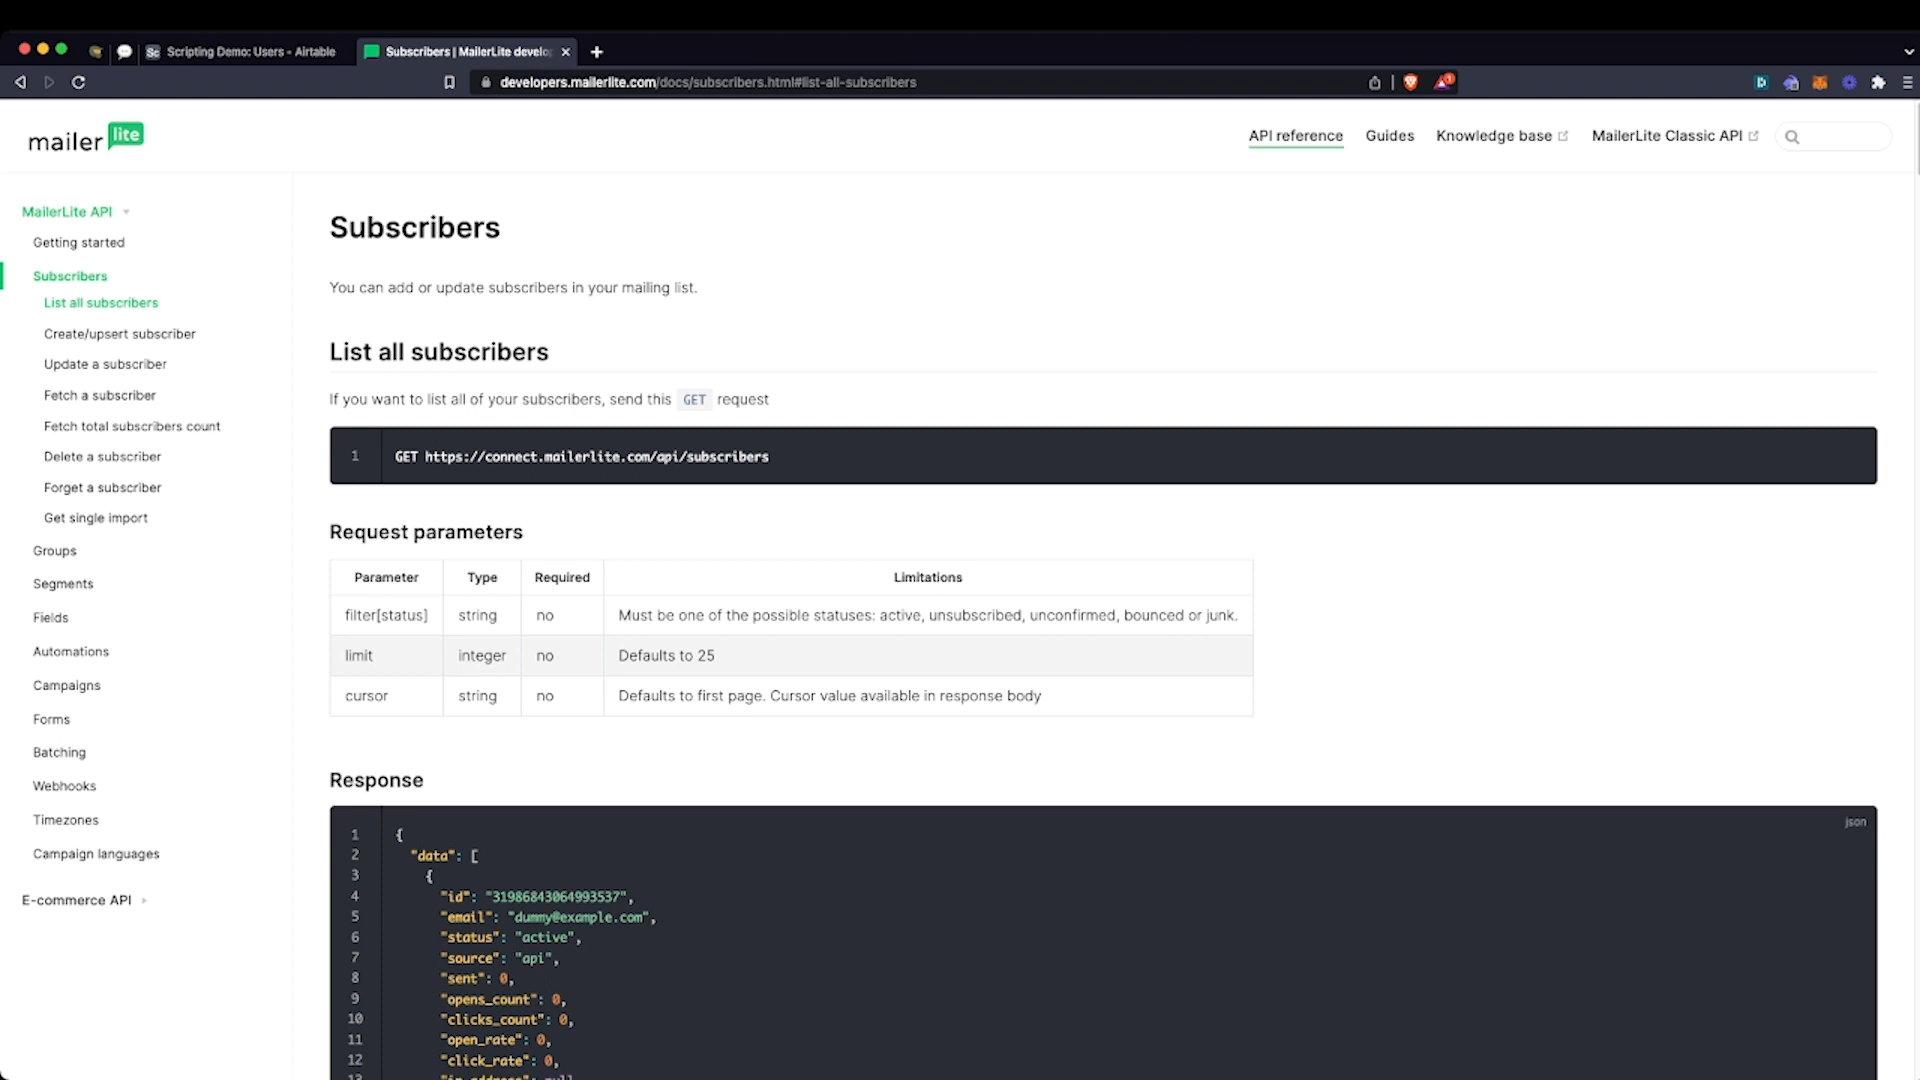 Sc Scripting Demo: Users - Airtable
Subscribers | MailerLite develo
developers.mailerlite.com/docs/subscribers.html#list-all-subscribers
mailer lite
API reference
Guides
Knowledge base
MailerLite Classic API
MailerLite API
Getting started
Subscribers
List all subscribers
Create/upsert subscriber
Update a subscriber
Fetch a subscriber
Fetch total subscribers count
Delete a subscriber
Forget a subscriber
Get single import
Groups
Segments
Fields
Automations
Campaigns
Forms
Batching
Webhooks
Timezones
Campaign languages
E-commerce API
Subscribers
You can add or update subscribers in your mailing list.
List all subscribers
If you want to list all of your subscribers, send this GET request
1 GET https://connect.mailerlite.com/api/subscribers
Request parameters
Parameter Type Required Limitations
filter[status] string no Must be one of the possible statuses: active, unsubscribed, unconfirmed, bounced or junk.
limit integer no Defaults to 25
cursor string no Defaults to first page. Cursor value available in response body
Response
json
1 {
2 "data": [
3 {
4 "id": "31986843064993537",
5 "email": "dummy@example.com",
6 "status": "active",
7 "source": "api",
8 "sent": 0,
9 "opens_count": 0,
10 "clicks_count": 0,
11 "open_rate": 0,
12 "click_rate": 0,
13 "ip_address": null